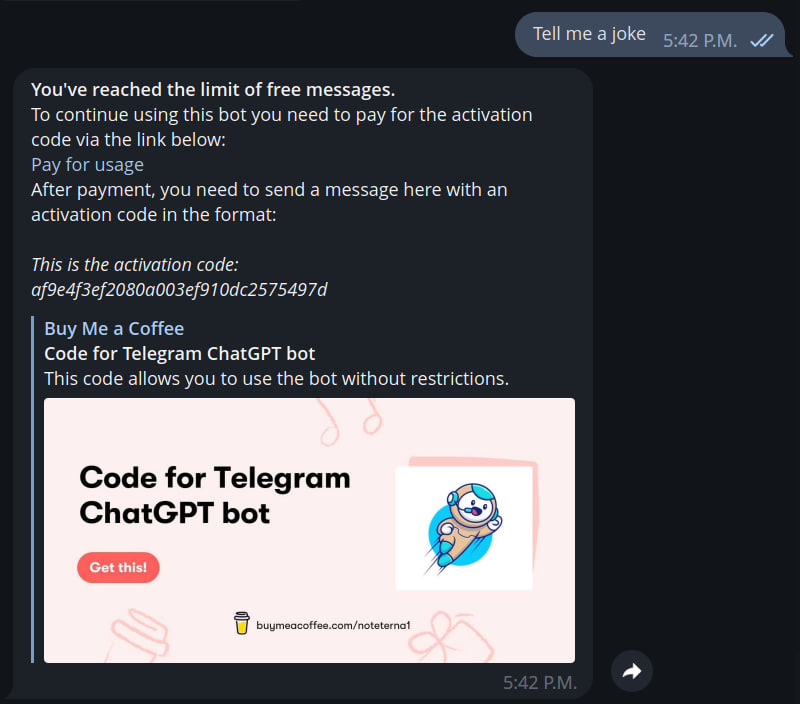 Tell me a joke 5:42 P.M.
You've reached the limit of free messages.
To continue using this bot you need to pay for the activation
code via the link below:
Pay for usage
After payment, you need to send a message here with an
activation code in the format:
This is the activation code:
af9e4f3ef2080a003ef910dc2575497d
Buy Me a Coffee
Code for Telegram ChatGPT bot
This code allows you to use the bot without restrictions.
Code for Telegram
ChatGPT bot
Get this!
buymeacoffee.com/noteterna1
5:42 P.M.